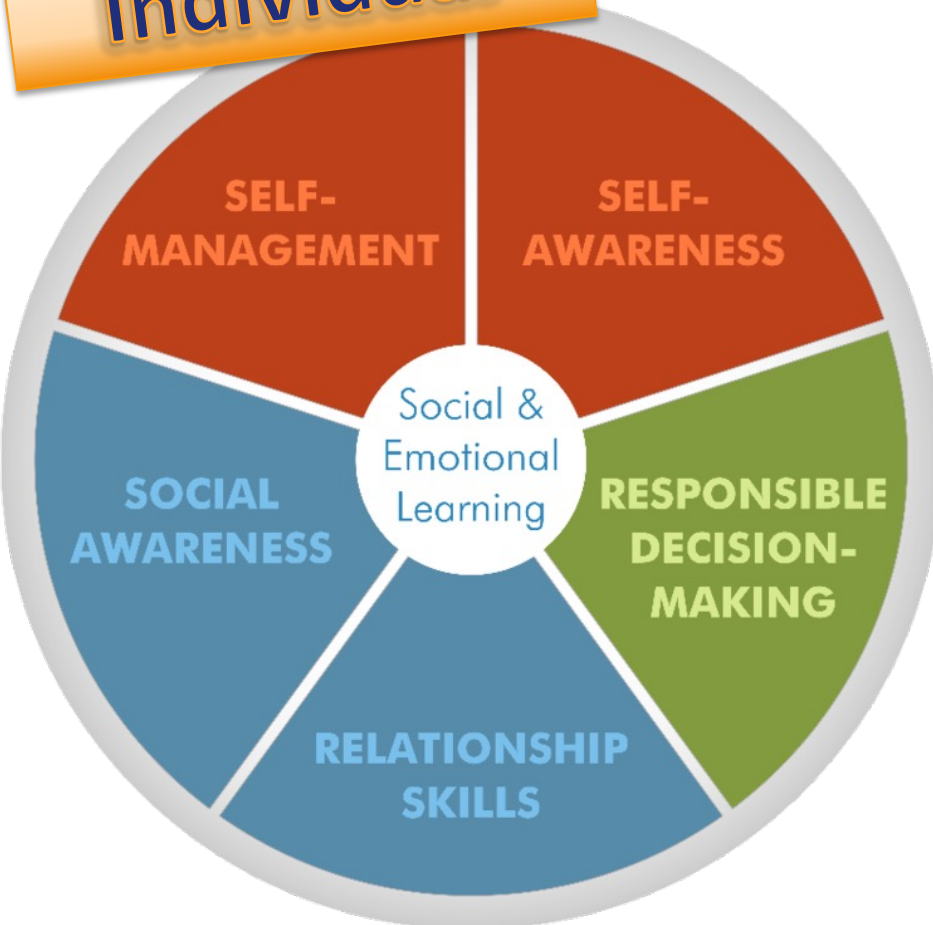 SELF-
MANAGEMENT
SELF-
AWARENESS
Social &
Emotional
Learning
SOCIAL
AWARENESS
RESPONSIBLE
DECISION-
MAKING
RELATIONSHIP
SKILLS